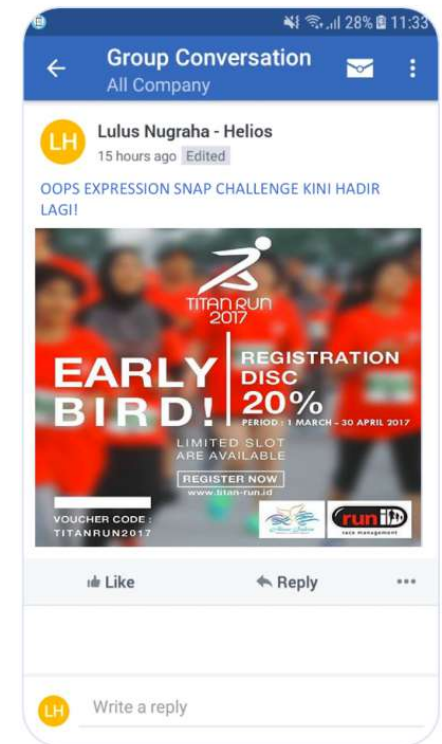 28% 11:33
Group Conversation
All Company
LH
Lulus Nugraha - Helios
15 hours ago Edited
OOPS EXPRESSION SNAP CHALLENGE KINI HADIR
LAGI!
TITAN RUN
2017
EARLY
BIRD!
REGISTRATION
DISC
20%
PERIOD : 1 MARCH - 30 APRIL 2017
LIMITED SLOT
ARE AVAILABLE
REGISTER NOW
www.titan-run.id
VOUCHER CODE :
TITANRUN2017
run
race management
Like
Reply
LH
Write a reply